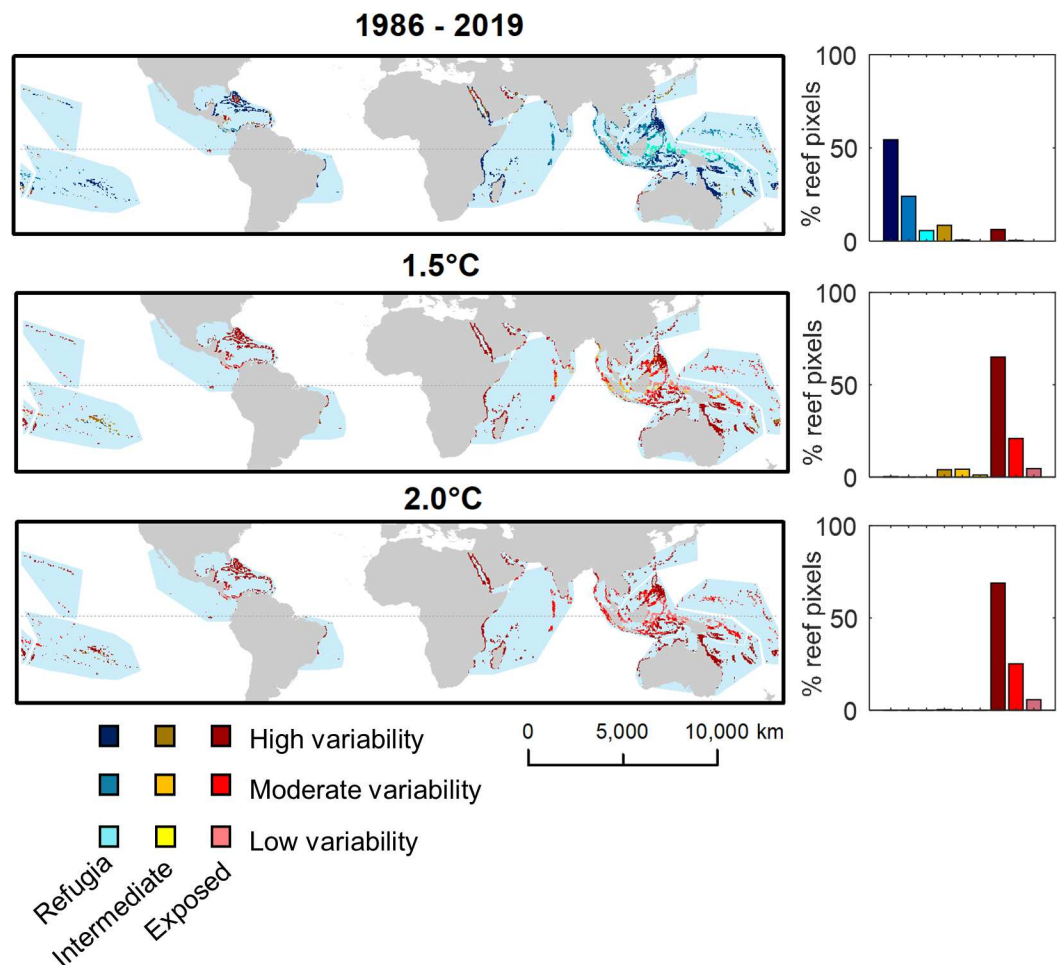 1986 - 2019
100
50
0
% reef pixels
1.5°C
100
50
0
% reef pixels
2.0°C
100
50
0
% reef pixels
High variability
Moderate variability
Low variability
Refugia
Intermediate
Exposed
0 5,000 10,000 km